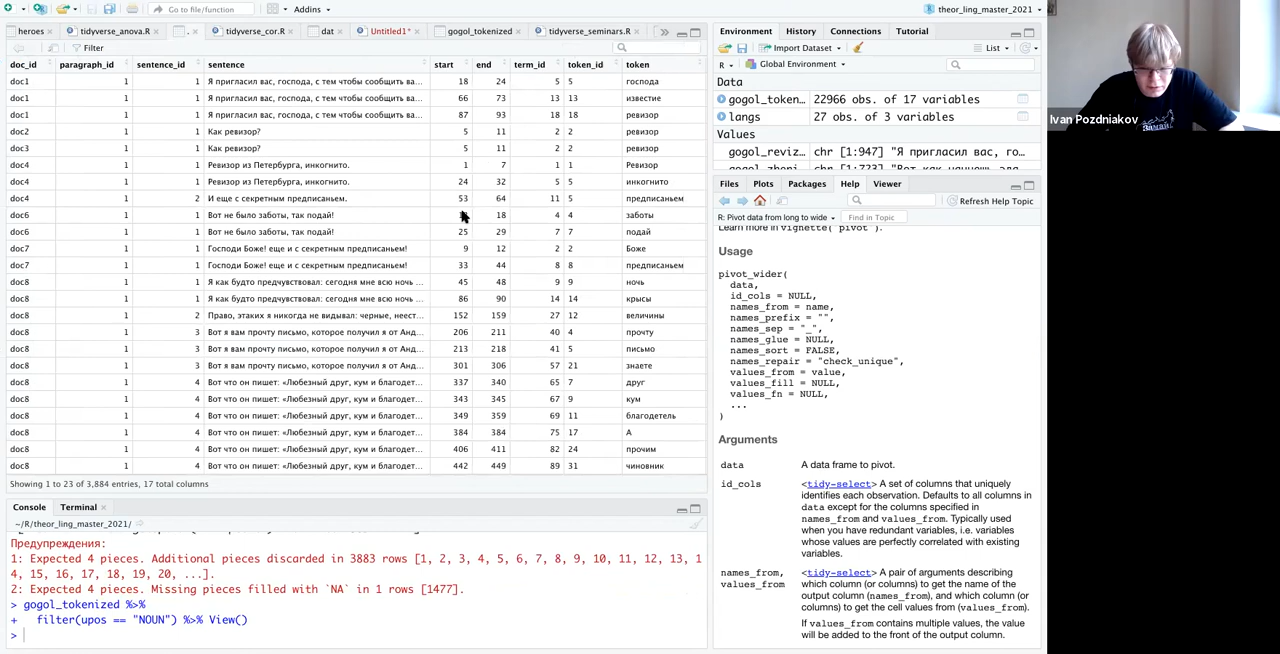 Go to file/function
Addins
theor_ling_master_2021
heroes
tidyverse_anova.R
.
tidyverse_cor.R
dat
Untitled1*
gogol_tokenized
tidyverse_seminars.R
Filter
doc_id paragraph_id sentence_id sentence start end term_id token_id token
doc1 1 1 Я пригласил вас, господа, с тем чтобы сообщить ва... 18 24 5 5 господа
doc1 1 1 Я пригласил вас, господа, с тем чтобы сообщить ва... 66 73 13 13 известие
doc1 1 1 Я пригласил вас, господа, с тем чтобы сообщить ва... 87 93 18 18 ревизор
doc2 1 1 Как ревизор? 5 11 2 2 ревизор
doc3 1 1 Как ревизор? 5 11 2 2 ревизор
doc4 1 1 Ревизор из Петербурга, инкогнито. 1 7 1 1 Ревизор
doc4 1 1 Ревизор из Петербурга, инкогнито. 24 32 5 5 инкогнито
doc4 1 2 И еще с секретным предписаньем. 53 64 11 5 предписаньем
doc6 1 1 Вот не было заботы, так подай! 18 4 4 заботы
doc6 1 1 Вот не было заботы, так подай! 25 29 7 7 подай
doc7 1 1 Господи Боже! еще и с секретным предписаньем! 9 12 2 2 Боже
doc7 1 1 Господи Боже! еще и с секретным предписаньем! 33 44 8 8 предписаньем
doc8 1 1 Я как будто предчувствовал: сегодня мне всю ночь ... 45 48 9 9 ночь
doc8 1 1 Я как будто предчувствовал: сегодня мне всю ночь ... 86 90 14 14 крысы
doc8 1 2 Право, этаких я никогда не видывал: черные, неест... 152 159 27 12 величины
doc8 1 3 Вот я вам прочту письмо, которое получил я от Анд... 206 211 40 4 прочту
doc8 1 3 Вот я вам прочту письмо, которое получил я от Анд... 213 218 41 5 письмо
doc8 1 3 Вот я вам прочту письмо, которое получил я от Анд... 301 306 57 21 знаете
doc8 1 4 Вот что он пишет: «Любезный друг, кум и благодет... 337 340 65 7 друг
doc8 1 4 Вот что он пишет: «Любезный друг, кум и благодет... 343 345 67 9 кум
doc8 1 4 Вот что он пишет: «Любезный друг, кум и благодет... 349 359 69 11 благодетель
doc8 1 4 Вот что он пишет: «Любезный друг, кум и благодет... 384 384 75 17 А
doc8 1 4 Вот что он пишет: «Любезный друг, кум и благодет... 406 411 82 24 прочим
doc8 1 4 Вот что он пишет: «Любезный друг, кум и благодет... 442 449 89 31 чиновник
Showing 1 to 23 of 3,884 entries, 17 total columns
Console Terminal
~/R/theor_ling_master_2021/
Предупреждения:
1: Expected 4 pieces. Additional pieces discarded in 3883 rows [1, 2, 3, 4, 5, 6, 7, 8, 9, 10, 11, 12, 13, 1
4, 15, 16, 17, 18, 19, 20, ...].
2: Expected 4 pieces. Missing pieces filled with `NA` in 1 rows [1477].
> gogol_tokenized %>%
+ filter(upos == "NOUN") %>% View()
>
Environment History Connections Tutorial
Import Dataset
List
R Global Environment
Data
gogol_token... 22966 obs. of 17 variables
langs 27 obs. of 3 variables
Values
gogol_reviz... chr [1:947] "Я пригласил вас, го...
Files Plots Packages Help Viewer
Refresh Help Topic
R: Pivot data from long to wide
Find in Topic
Learn more in vignette("pivot").
Usage
pivot_wider(
data,
id_cols = NULL,
names_from = name,
names_prefix = "",
names_sep = "_",
names_glue = NULL,
names_sort = FALSE,
names_repair = "check_unique",
values_from = value,
values_fill = NULL,
values_fn = NULL,
...
)
Arguments
data A data frame to pivot.
id_cols <tidy-select> A set of columns that uniquely
identifies each observation. Defaults to all columns in
data except for the columns specified in
names_from and values_from. Typically used
when you have redundant variables, i.e. variables
whose values are perfectly correlated with existing
variables.
names_from, <tidy-select> A pair of arguments describing
values_from which column (or columns) to get the name of the
output column (names_from), and which column (or
columns) to get the cell values from (values_from).
If values_from contains multiple values, the value
will be added to the front of the output column.
Ivan Pozdniakov